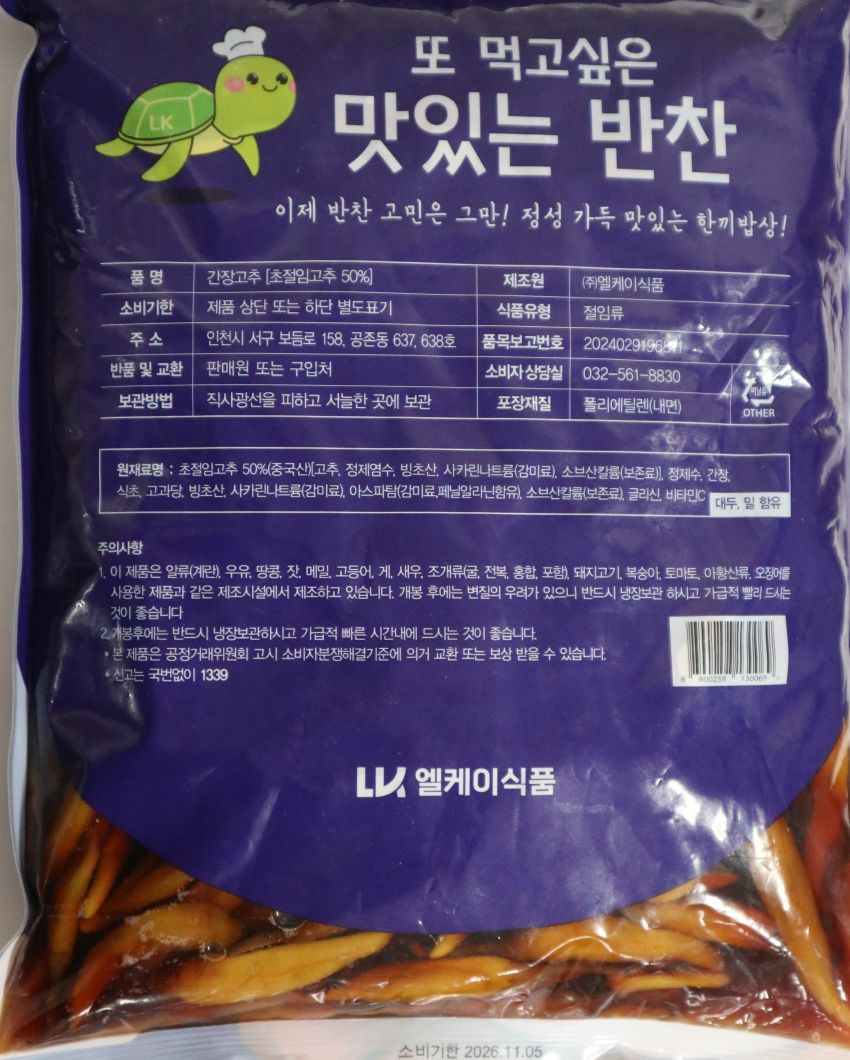 LK
또 먹고싶은
맛있는 반찬
이제 반찬 고민은 그만! 정성 가득 맛있는 한끼밥상!
품 명 간장고추 [초절임고추 50%] 제조원 ㈜엘케이식품
소비기한 제품 상단 또는 하단 별도표기 식품유형 절임류
주 소 인천시 서구 보듬로 158, 공존동 637, 638호 품목보고번호
반품 및 교환 판매원 또는 구입처 소비자 상담실 032-561-8830
보관방법 직사광선을 피하고 서늘한 곳에 보관 포장재질 폴리에틸렌(내면)
비닐류
OTHER
원재료명 : 초절임고추 50%(중국산)[고추, 정제염수, 빙초산, 사카린나트륨(감미료), 소브산칼륨(보존료)], 정제수, 간장,
식초, 고과당, 빙초산, 사카린나트륨(감미료), 아스파탐(감미료,페닐알라닌함유), 소브산칼륨(보존료), 글리신, 비타민C
대두, 밀 함유
주의사항
1. 이 제품은 알류(계란), 우유, 땅콩, 잣, 메밀, 고등어, 게, 새우, 조개류(굴, 전복, 홍합, 포함), 돼지고기, 복숭아, 토마토, 아황산류, 오징어를
사용한 제품과 같은 제조시설에서 제조하고 있습니다. 개봉 후에는 변질의 우려가 있으니 반드시 냉장보관 하시고 가급적 빨리 드시는
것이 좋습니다
2. 개봉후에는 반드시 냉장보관하시고 가급적 빠른 시간내에 드시는 것이 좋습니다.
• 본 제품은 공정거래위원회 고시 소비자분쟁해결기준에 의거 교환 또는 보상 받을 수 있습니다.
• 신고는 국번없이 1339
8 800258 130069 >
LK 엘케이식품
소비기한 2026.11.05